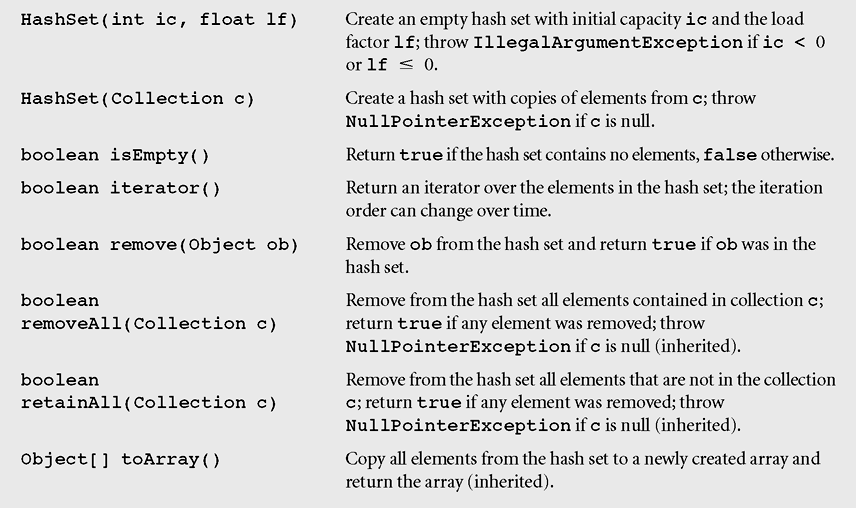 HashSet(int ic, float lf) Create an empty hash set with initial capacity ic and the load
factor lf; throw IllegalArgumentException if ic < 0
or lf ≤ 0.
HashSet(Collection c) Create a hash set with copies of elements from c; throw
NullPointerException if c is null.
boolean isEmpty() Return true if the hash set contains no elements, false otherwise.
boolean iterator() Return an iterator over the elements in the hash set; the iteration
order can change over time.
boolean remove(Object ob) Remove ob from the hash set and return true if ob was in the
hash set.
boolean Remove from the hash set all elements contained in collection c;
removeAll(Collection c) return true if any element was removed; throw
NullPointerException if c is null (inherited).
boolean Remove from the hash set all elements that are not in the collection
retainAll(Collection c) c; return true if any element was removed; throw
NullPointerException if c is null (inherited).
Object[] toArray() Copy all elements from the hash set to a newly created array and
return the array (inherited).